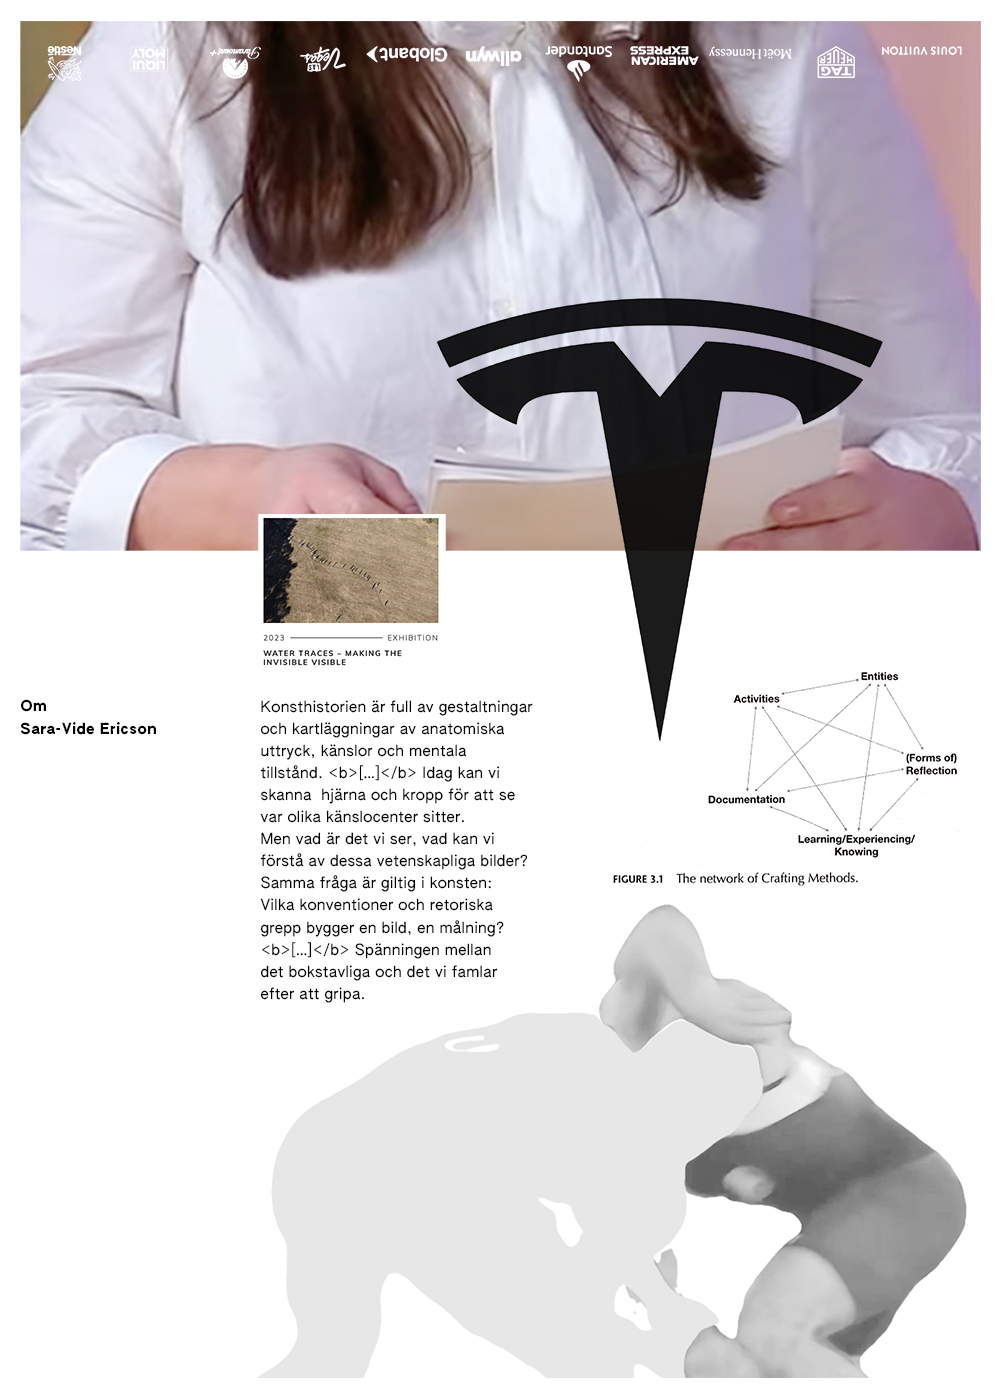 Nestlé
LIQUI
MOLY
Paramount+
LAS
Vegas
Globant
allwyn
Santander
AMERICAN
EXPRESS
Moët Hennessy
TAG
HEUER
LOUIS VUITTON
2023 EXHIBITION
WATER TRACES – MAKING THE
INVISIBLE VISIBLE
Om
Sara-Vide Ericson
Konsthistorien är full av gestaltningar
och kartläggningar av anatomiska
uttryck, känslor och mentala
tillstånd. <b>[...]</b> Idag kan vi
skanna  hjärna och kropp för att se
var olika känslocenter sitter.
Men vad är det vi ser, vad kan vi
förstå av dessa vetenskapliga bilder?
Samma fråga är giltig i konsten:
Vilka konventioner och retoriska
grepp bygger en bild, en målning?
<b>[...]</b> Spänningen mellan
det bokstavliga och det vi famlar
efter att gripa.
Entities
Activities
(Forms of)
Reflection
Documentation
Learning/Experiencing/
Knowing
FIGURE 3.1 The network of Crafting Methods.